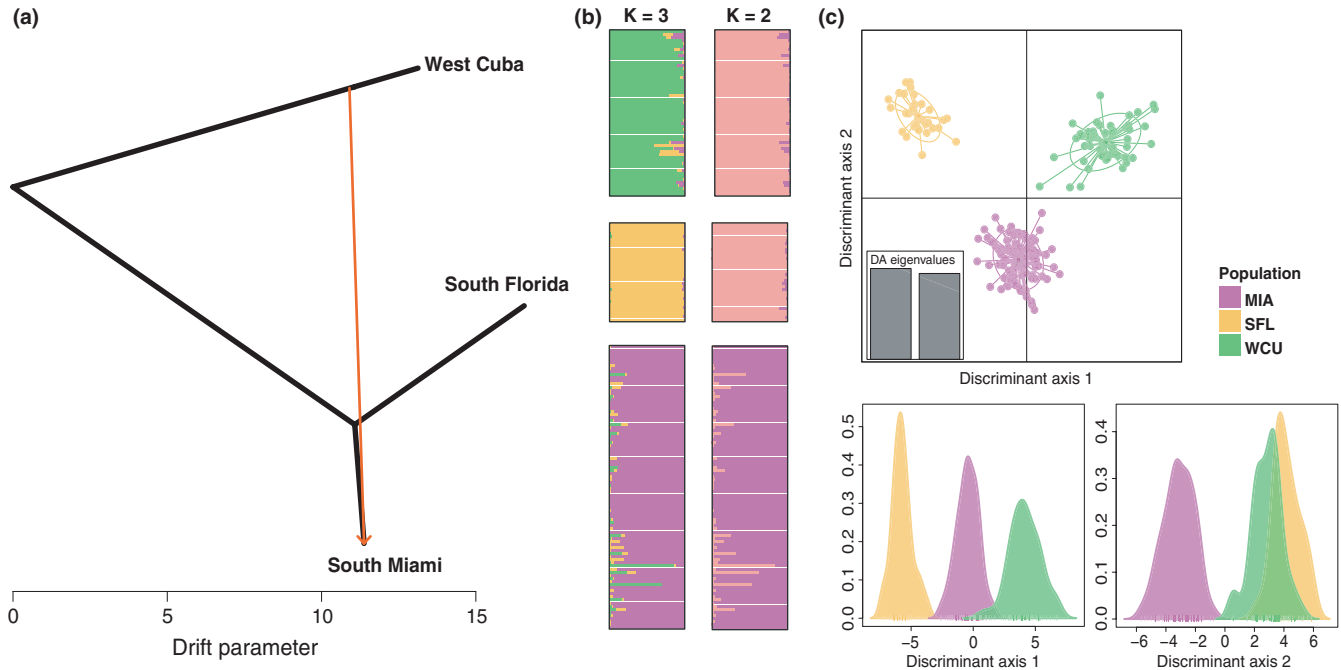 (a)
West Cuba
South Florida
South Miami
0
5
10
15
Drift parameter
(b)
K = 3
K = 2
(c)
Discriminant axis 2
DA eigenvalues
Discriminant axis 1
Population
MIA
SFL
WCU
0.5
0.4
0.3
0.2
0.1
0.0
-5
0
5
Discriminant axis 1
0.4
0.3
0.2
0.1
0.0
-6
-4
-2
0
2
4
6
Discriminant axis 2